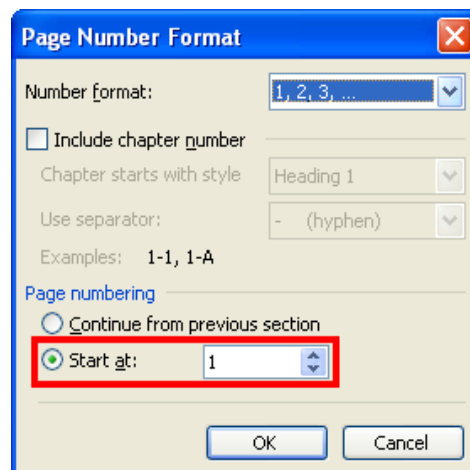 Page Number Format
Number format: 1, 2, 3, ...
Include chapter number
Chapter starts with style Heading 1
Use separator: - (hyphen)
Examples: 1-1, 1-A
Page numbering
Continue from previous section
Start at: 1
OK Cancel